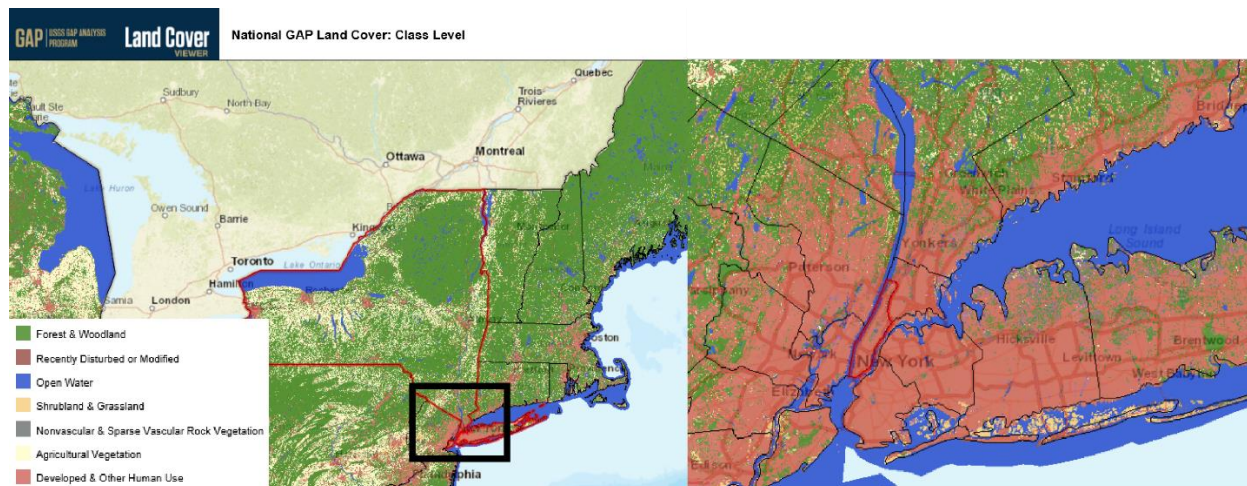 GAP
USGS GAP ANALYSIS
PROGRAM
Land Cover
VIEWER
National GAP Land Cover: Class Level
Sudbury
North Bay
Quebec
Trois-
Rivieres
Ottawa
Montreal
Lake Huron
Owen Sound
Barrie
Toronto
Lake Ontario
Hamilton
London
Forest & Woodland
Recently Disturbed or Modified
Open Water
Shrubland & Grassland
Nonvascular & Sparse Vascular Rock Vegetation
Agricultural Vegetation
Developed & Other Human Use
White Plains
Stamford
Yonkers
Long Island
Sound
Paterson
New York
Hicksville
Levittown
Brentwood
West Babylon
Edison